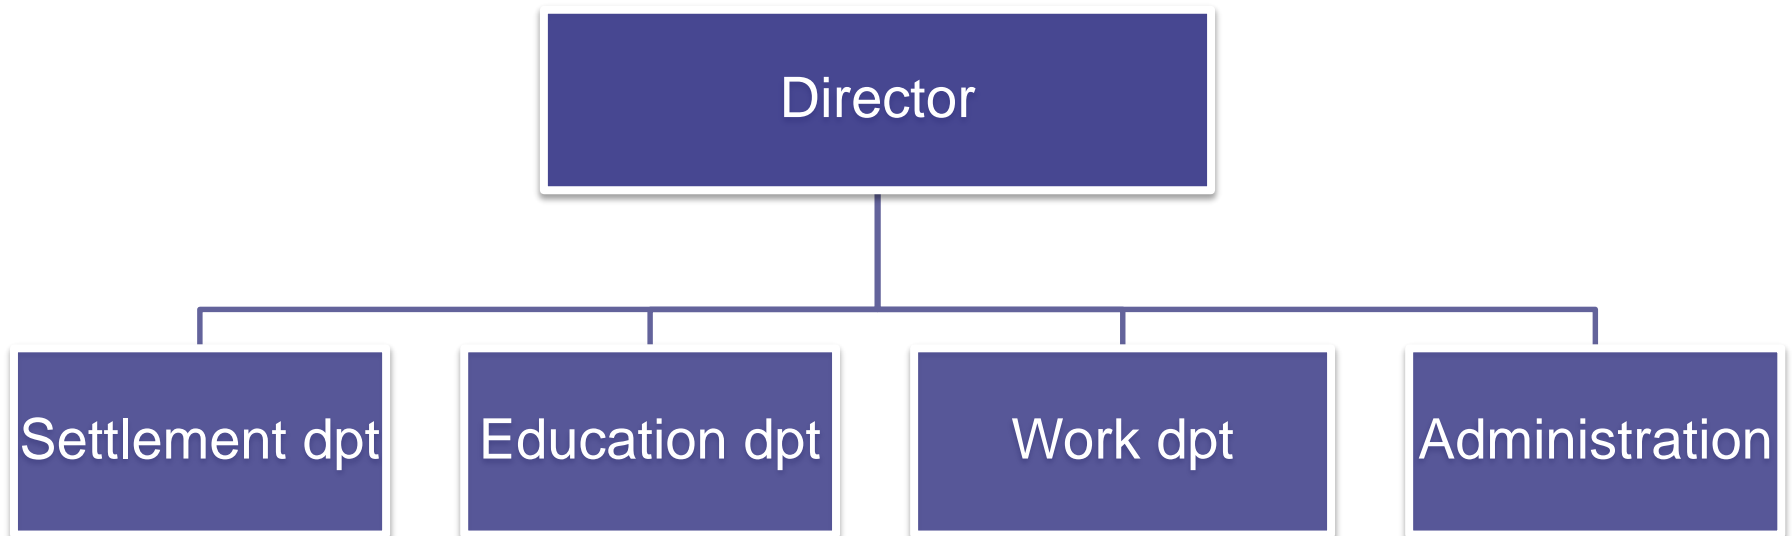 Director
Settlement dpt
Education dpt
Work dpt
Administration